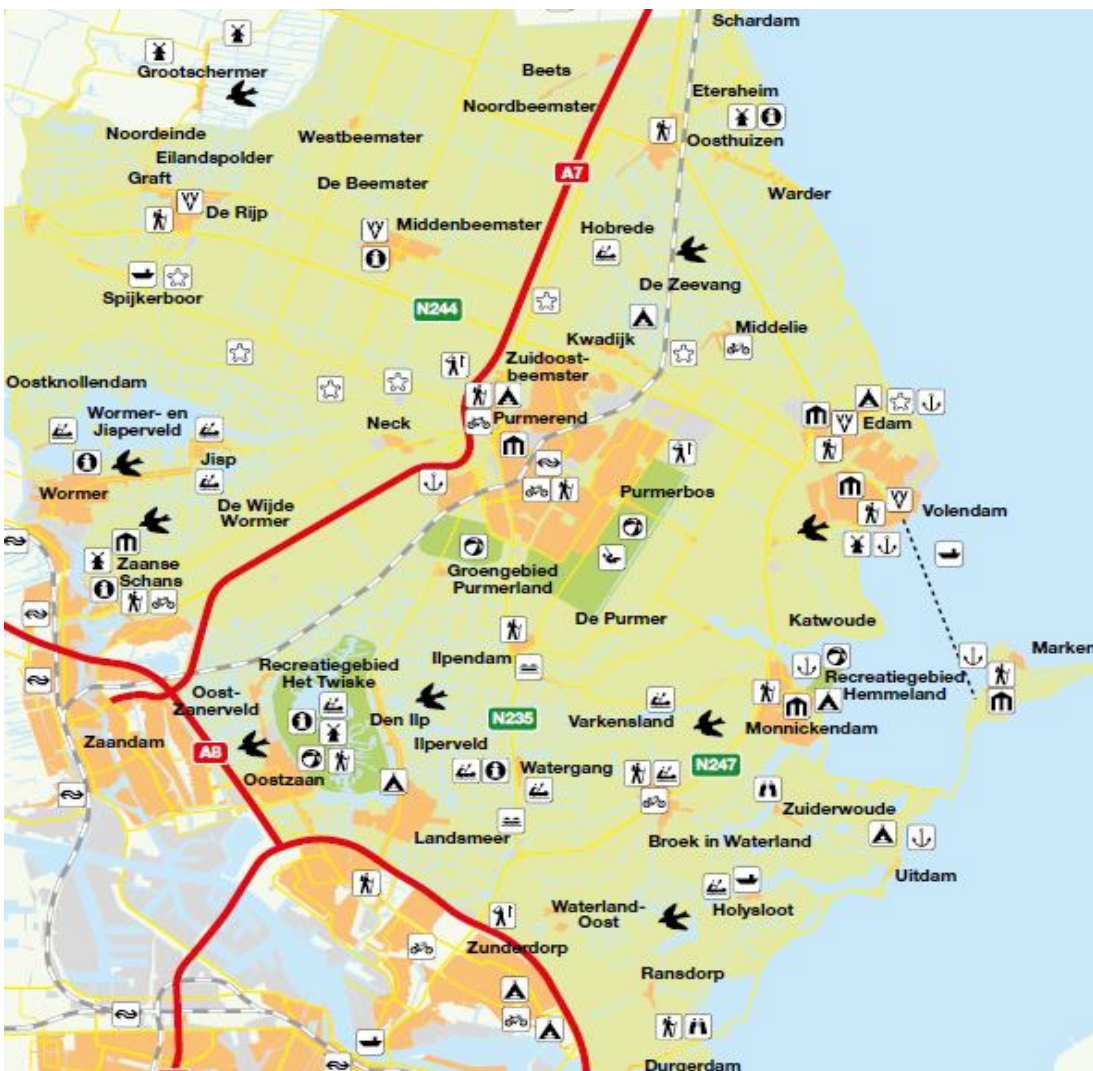 Schardam
Grootschermer
Beets
Etersheim
Noordbeemster
Noordeinde
Westbeemster
Oosthuizen
Eilandspolder
Graft
De Beemster
A7
Warder
De Rijp
Middenbeemster
Hobrede
De Zeevang
Spijkerboor
N244
Kwadijk
Middelie
Zuidoost-
beemster
Oostknollendam
Wormer- en
Jisperveld
Neck
Purmerend
Edam
Jisp
Wormer
De Wijde
Wormer
Purmerbos
Volendam
Zaanse
Schans
Groengebied
Purmerland
De Purmer
Katwoude
Ilpendam
Marken
Recreatiegebied
Het Twiske
Recreatiegebied
Hemmeland
Oost-
Zanerveld
Den Ilp
N235
Varkensland
Monnickendam
Zaandam
A8
Ilperveld
Oostzaan
Watergang
N247
Zuiderwoude
Landsmeer
Broek in Waterland
Uitdam
Waterland-
Oost
Holysloot
Zunderdorp
Ransdorp
Durgerdam